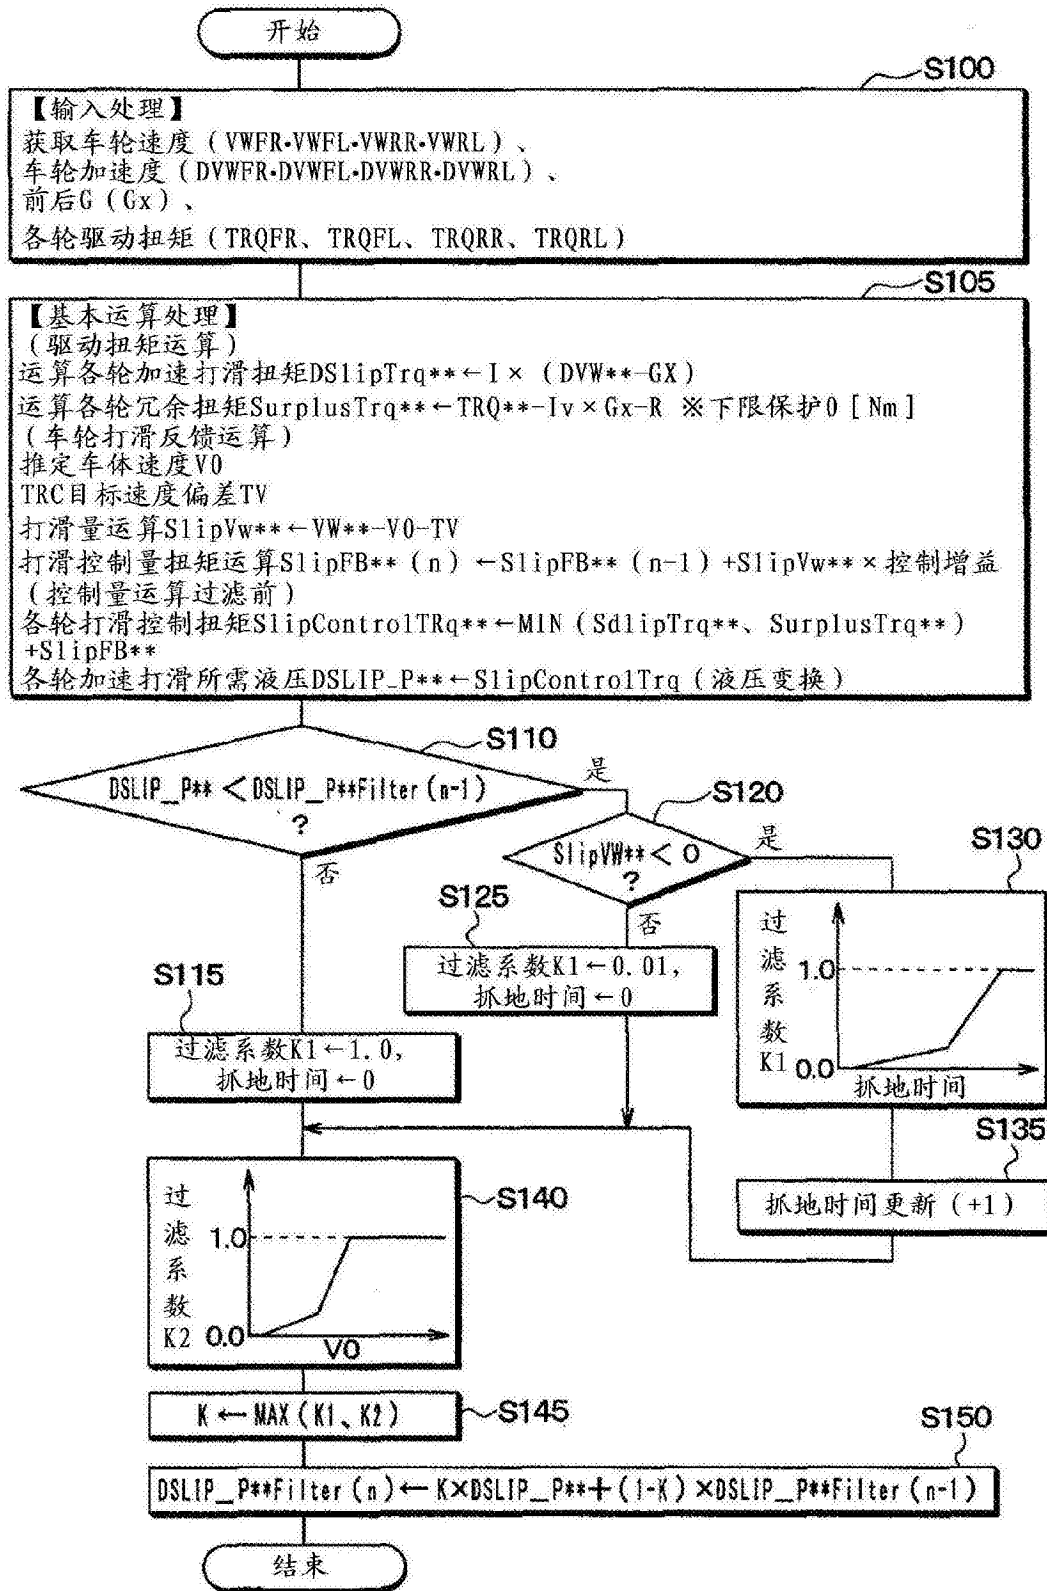 开始
S100
【输入处理】
获取车轮速度（VWFR·VWFL·VWRR·VWRL）、
车轮加速度（DVWFR·DVWFL·DVWRR·DVWRL）、
前后G（Gx）、
各轮驱动扭矩（TRQFR、TRQFL、TRQRR、TRQRL）
S105
【基本运算处理】
（驱动扭矩运算）
运算各轮加速打滑扭矩DSlipTrq**←I×（DVW**-GX）
运算各轮冗余扭矩SurplusTrq**←TRQ**-Iv×Gx-R ※下限保护0［Nm］
（车轮打滑反馈运算）
推定车体速度V0
TRC目标速度偏差TV
打滑量运算SlipVw**←VW**-V0-TV
打滑控制量扭矩运算SlipFB**（n）←SlipFB**（n-1）+SlipVw**×控制增益
（控制量运算过滤前）
各轮打滑控制扭矩SlipControlTRq**←MIN（SdlipTrq**、SurplusTrq**）
+SlipFB**
各轮加速打滑所需液压DSLIP_P**←SlipControlTrq（液压变换）
S110
DSLIP_P**＜DSLIP_P**Filter(n-1)
?
是
否
S120
SlipVW**＜0
?
是
否
S125
过滤系数K1←0.01,
抓地时间←0
S130
过滤系数K1
1.0
0.0
抓地时间
S115
过滤系数K1←1.0,
抓地时间←0
S135
抓地时间更新（+1）
S140
过滤系数K2
1.0
0.0
V0
K←MAX(K1、K2)
S145
S150
DSLIP_P**Filter(n)←K×DSLIP_P**+(1-K)×DSLIP_P**Filter(n-1)
结束